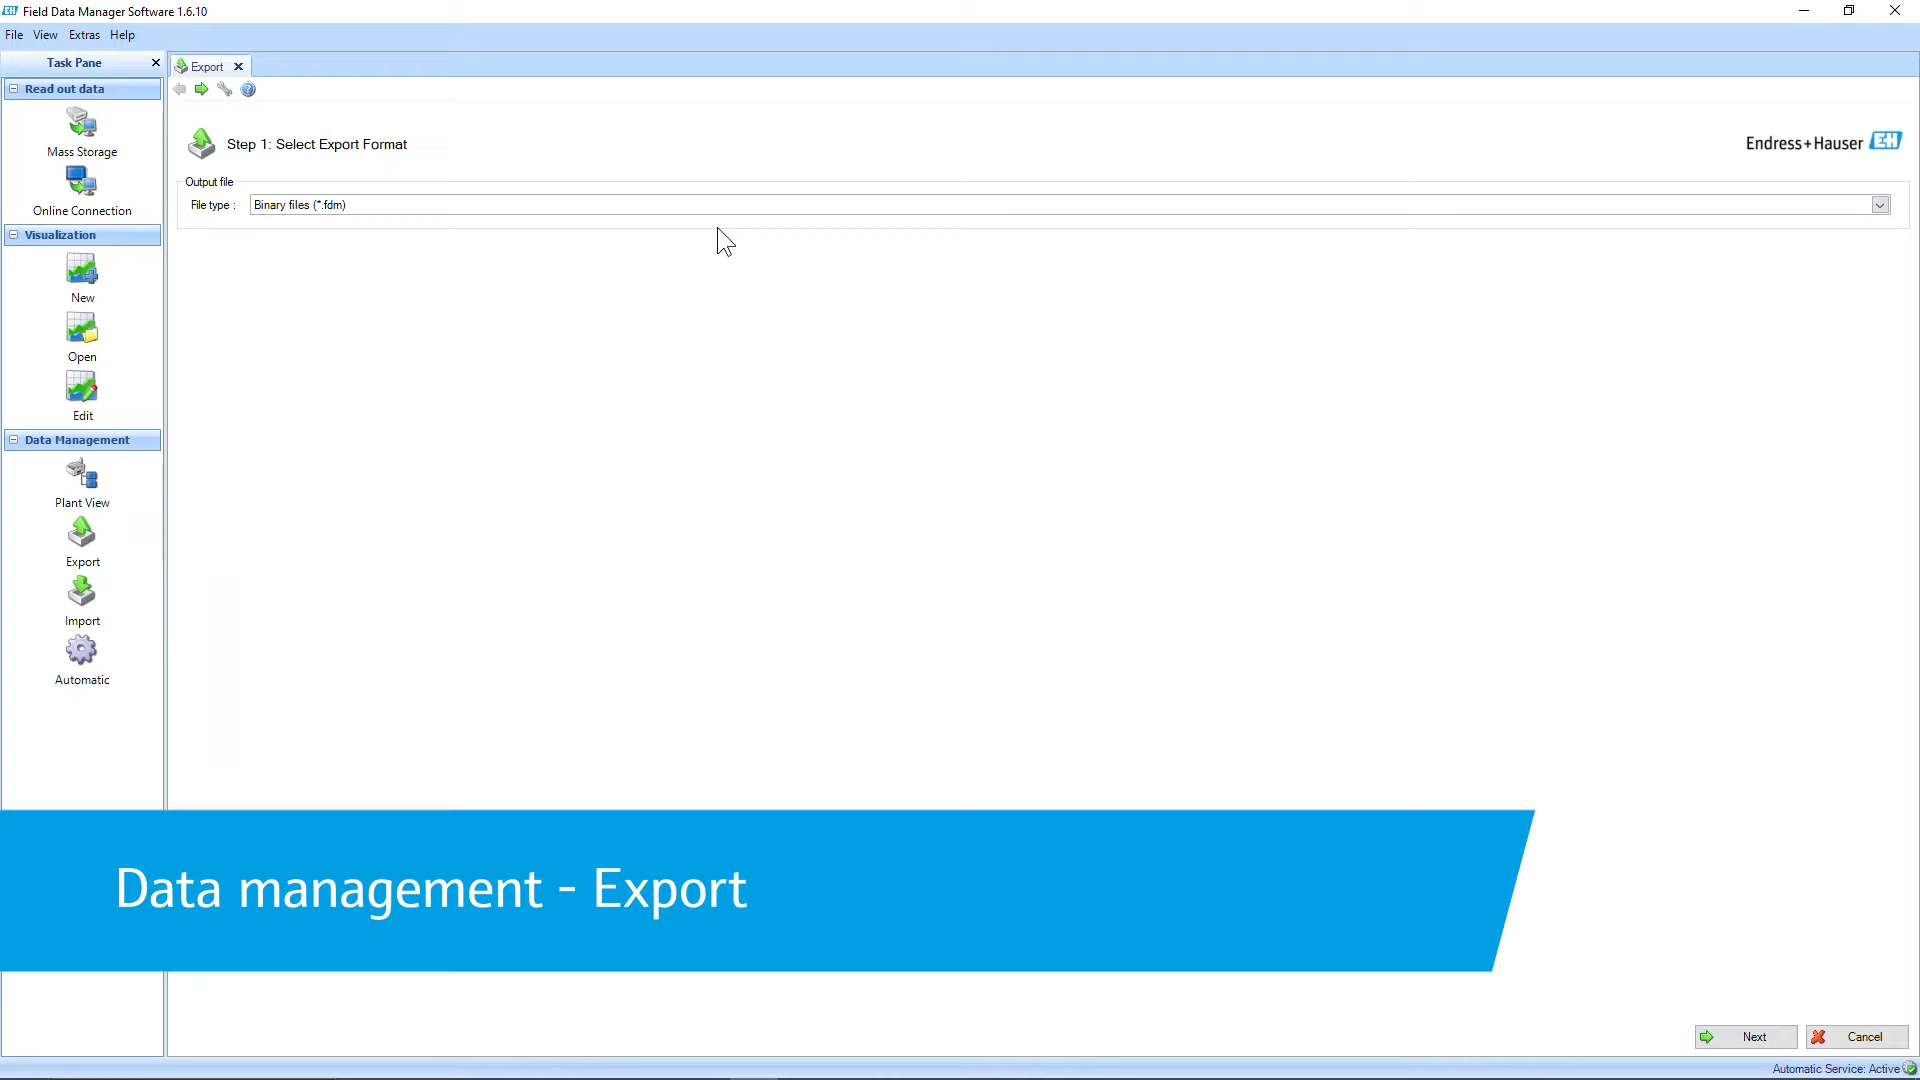 Field Data Manager Software 1.6.10
File View Extras Help
Task Pane
Export
Read out data
Mass Storage
Online Connection
Visualization
New
Open
Edit
Data Management
Plant View
Export
Import
Automatic
Step 1: Select Export Format
Endress+Hauser EH
Output file
File type : Binary files (*.fdm)
Data management - Export
Next
Cancel
Automatic Service: Active